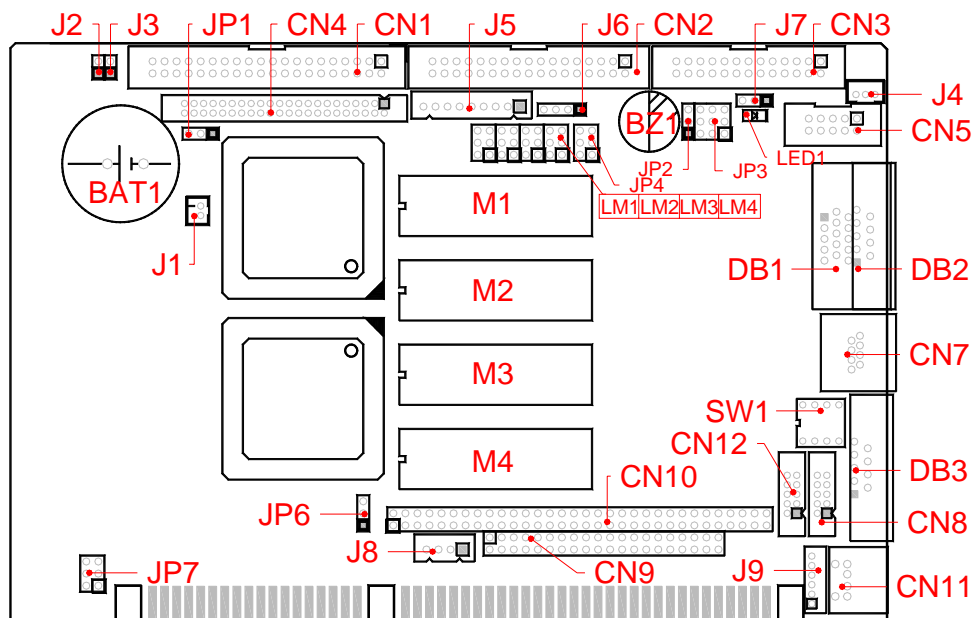 J2 J3 JP1 CN4 CN1 J5 J6 CN2 J7 CN3
J4
BZ1
CN5
LED1
JP2 JP3
JP4
BAT1
M1
LM1 LM2 LM3 LM4
J1
DB1 DB2
M2
CN7
M3
SW1
CN12
M4
DB3
CN10
JP6
CN8
J8
CN9
J9
JP7
CN11